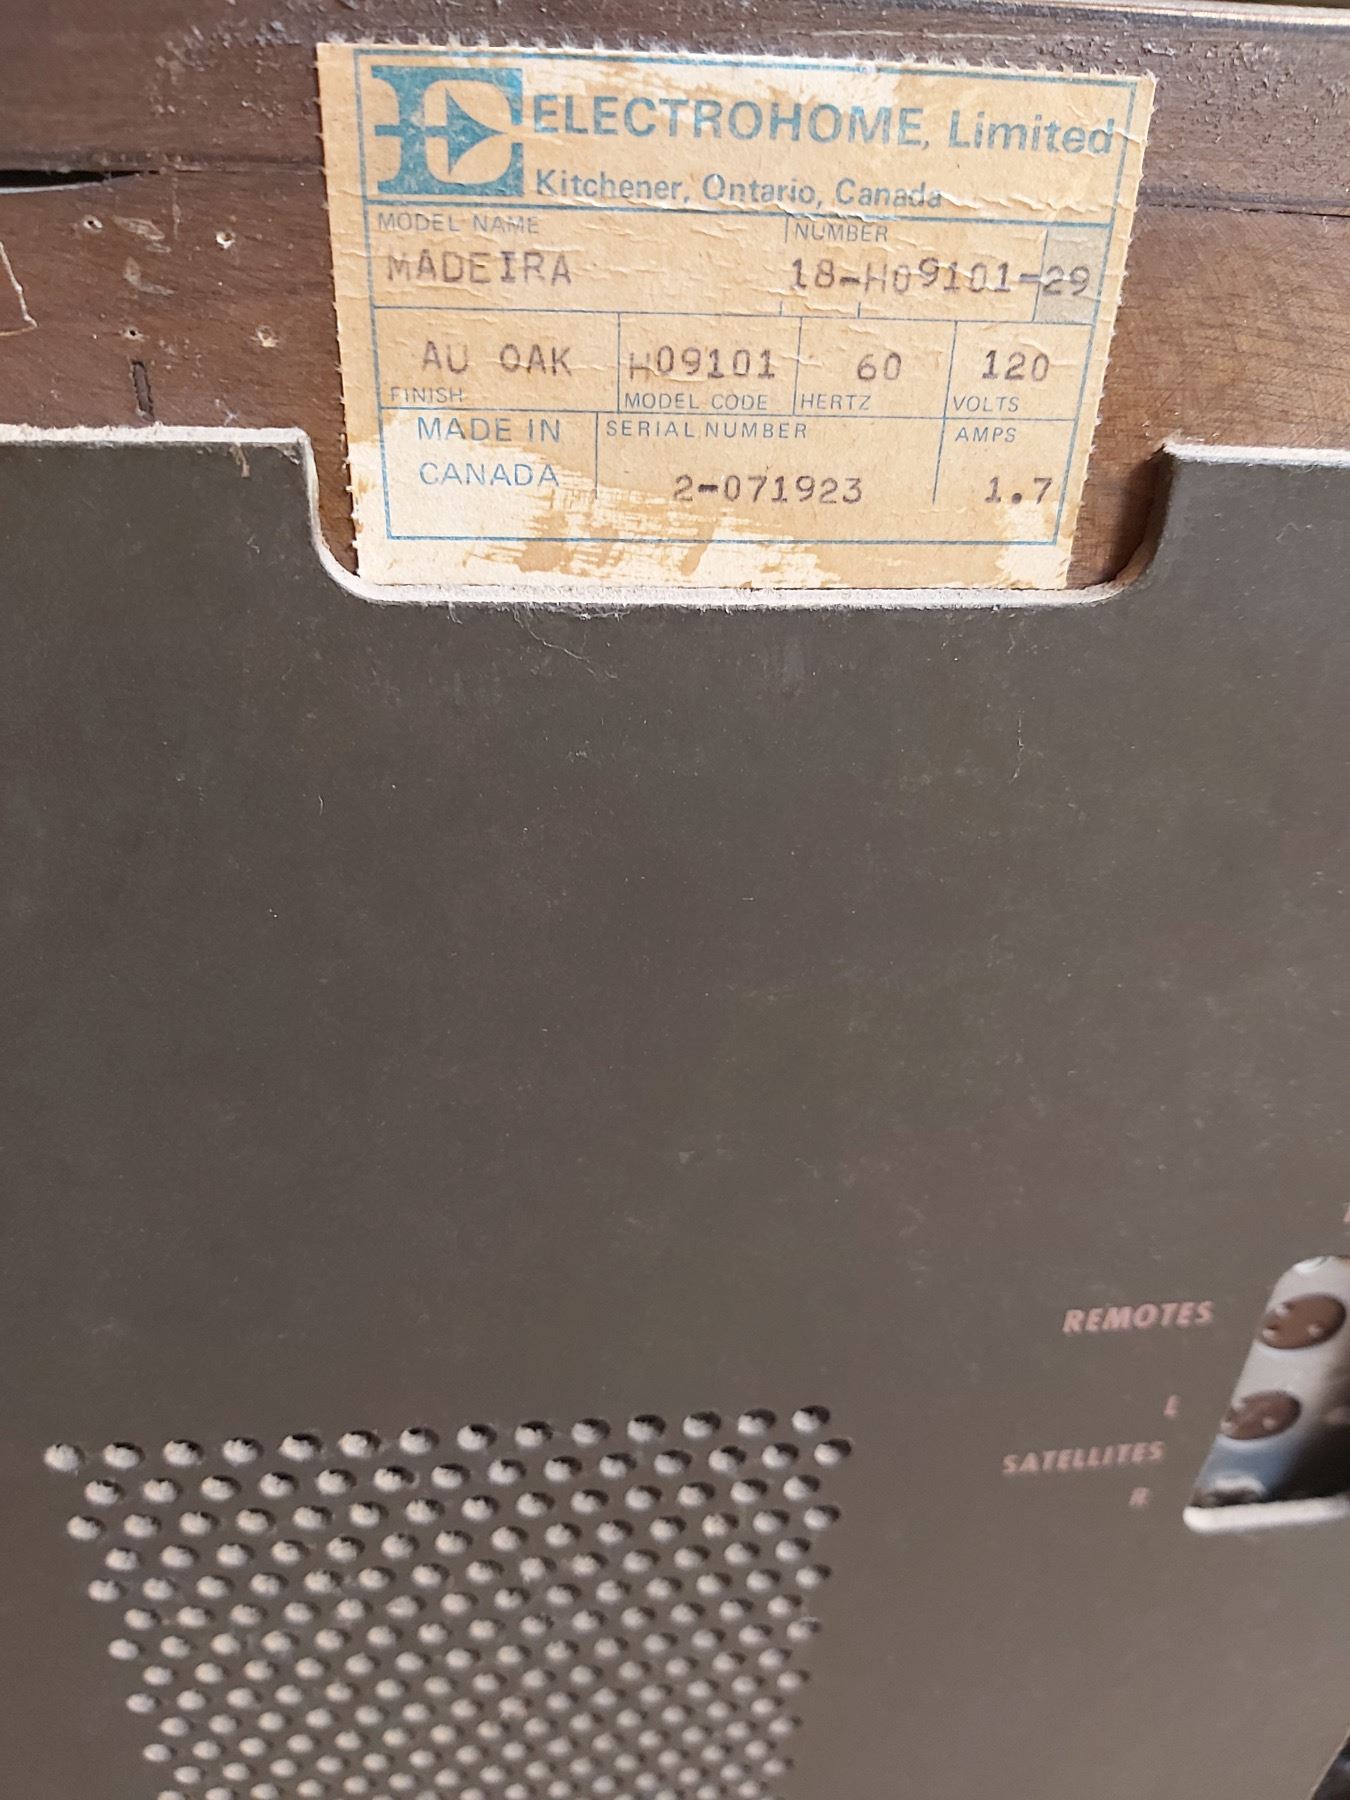 ELECTROHOME, Limited
Kitchener, Ontario, Canada
MODEL NAME NUMBER
MADEIRA 18-H09101-29
AU OAK H09101 60 120
FINISH MODEL CODE HERTZ VOLTS
MADE IN SERIAL NUMBER AMPS
CANADA 2-071923 1.7
REMOTES
L
SATELLITES
R